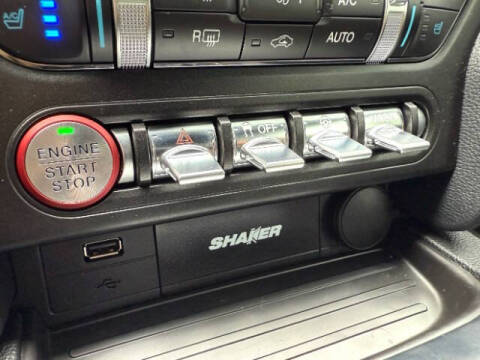 A/C
R
A/C
AUTO
ENGINE
START
STOP
OFF
SHAKER